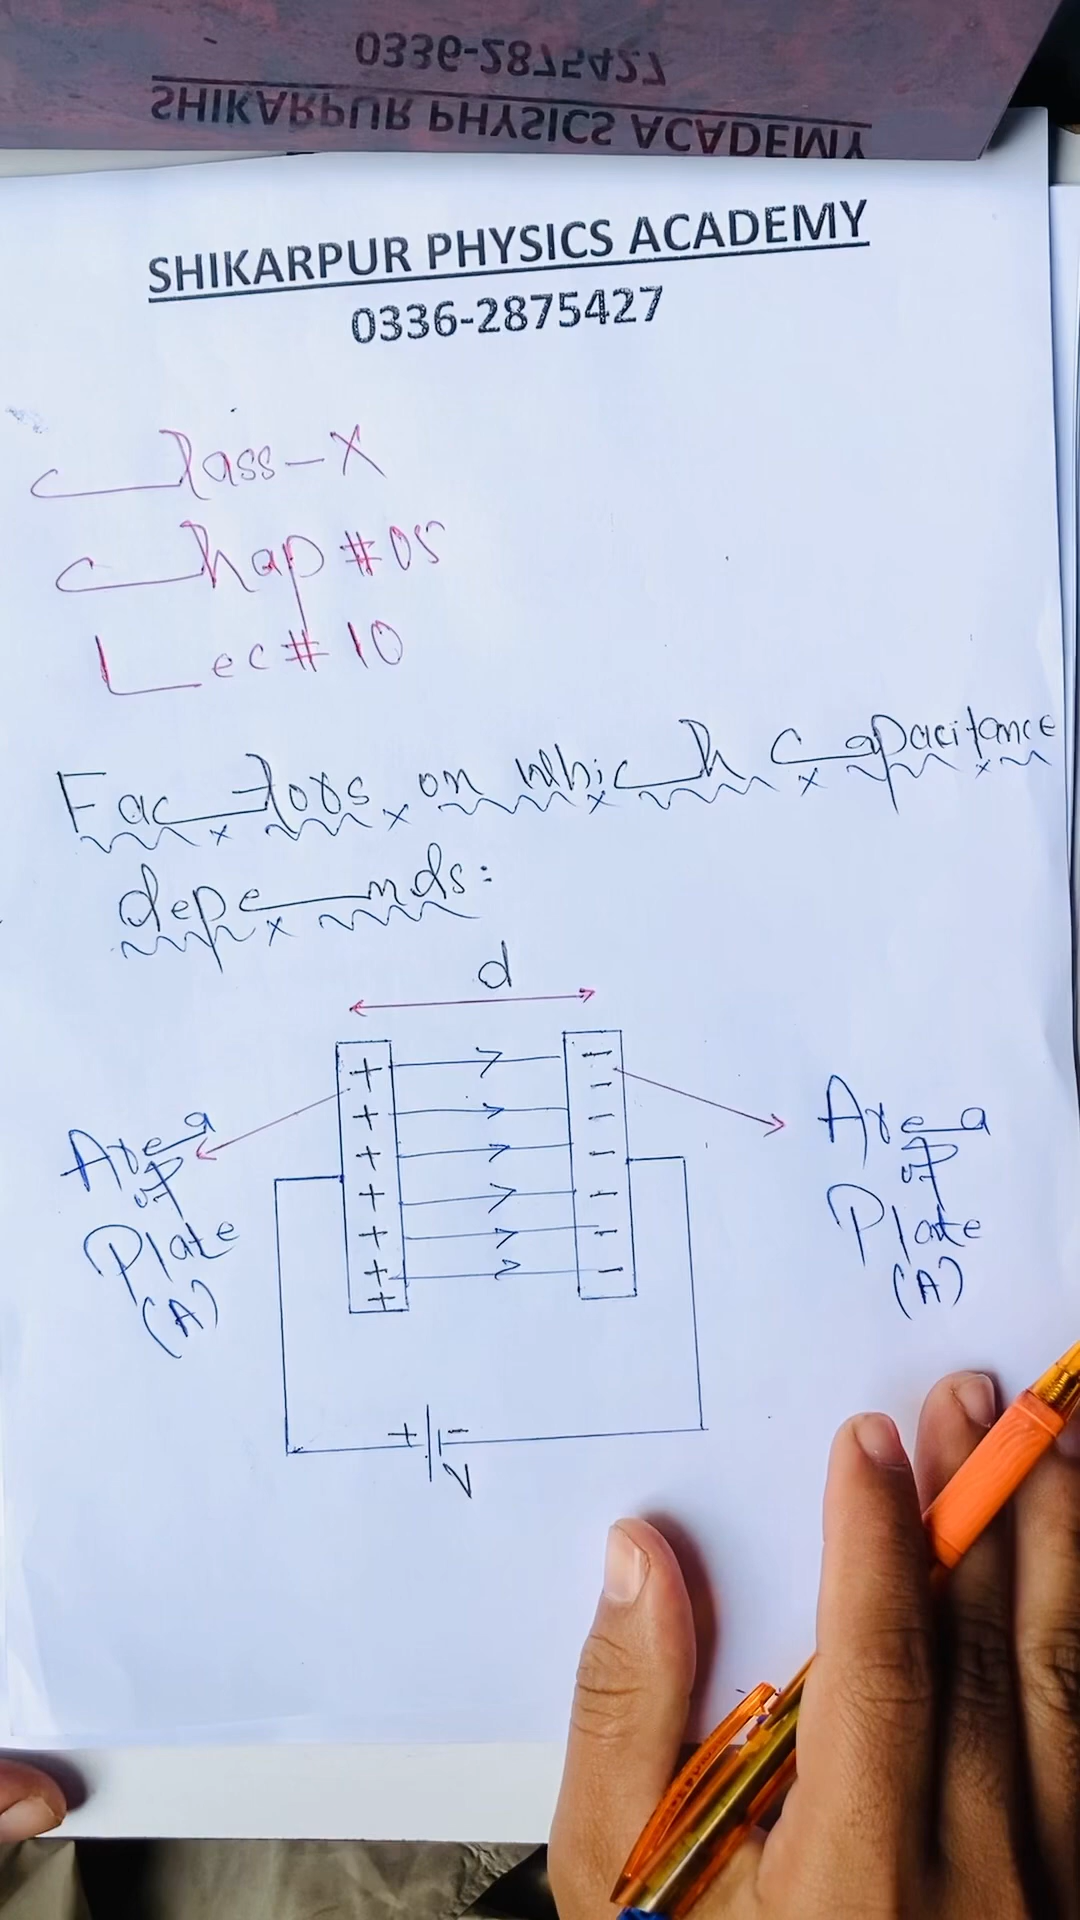 0336-2875427
SHIKARPUR PHYSICS ACADEMY
SHIKARPUR PHYSICS ACADEMY
0336-2875427
Class-X
Chap #05
Lec# 10
Factors on which Capacitance
depends:
d
+ −
+ −
+ −
+ −
+ −
+ −
+ −
+
Area
of
Plate
(A)
Area
of
Plate
(A)
+ −
V